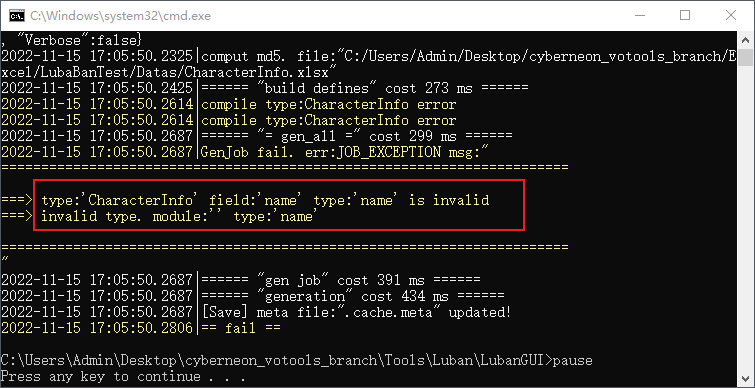 C:\Windows\system32\cmd.exe
, "Verbose":false}
2022-11-15 17:05:50.2325|comput md5. file:"C:/Users/Admin/Desktop/cyberneon_votools_branch/E
xcel/LubaBanTest/Datas/CharacterInfo.xlsx"
2022-11-15 17:05:50.2425|====== "build defines" cost 273 ms ======
2022-11-15 17:05:50.2614|compile type:CharacterInfo error
2022-11-15 17:05:50.2614|compile type:CharacterInfo error
2022-11-15 17:05:50.2687|====== "= gen_all =" cost 299 ms ======
2022-11-15 17:05:50.2687|GenJob fail. err:JOB_EXCEPTION msg:"
=======================================================================
===> type:'CharacterInfo' field:'name' type:'name' is invalid
===> invalid type. module:'' type:'name'
=======================================================================
"
2022-11-15 17:05:50.2687|====== "gen job" cost 391 ms ======
2022-11-15 17:05:50.2687|====== "generation" cost 434 ms ======
2022-11-15 17:05:50.2687|[Save] meta file:".cache.meta" updated!
2022-11-15 17:05:50.2806|== fail ==
C:\Users\Admin\Desktop\cyberneon_votools_branch\Tools\Luban\LubanGUI>pause
Press any key to continue . . .